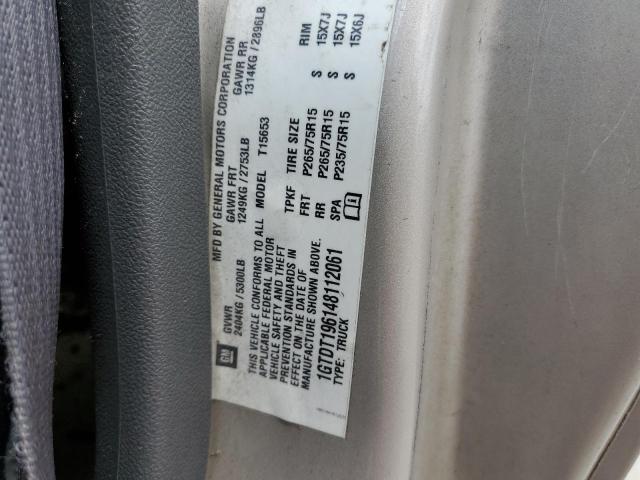 MFD BY GENERAL MOTORS CORPORATION
GM GVWR GAWR FRT GAWR RR
2404KG/5300LB 1249KG/2753LB 1314KG/2896LB
THIS VEHICLE CONFORMS TO ALL MODEL T15653
APPLICABLE FEDERAL MOTOR
VEHICLE SAFETY AND THEFT TPKF TIRE SIZE RIM
PREVENTION STANDARDS IN FRT P265/75R15 S 15X7J
EFFECT ON THE DATE OF RR P265/75R15 S 15X7J
MANUFACTURE SHOWN ABOVE. SPA P235/75R15 S 15X6J
1GTDT196148112061
TYPE: TRUCK